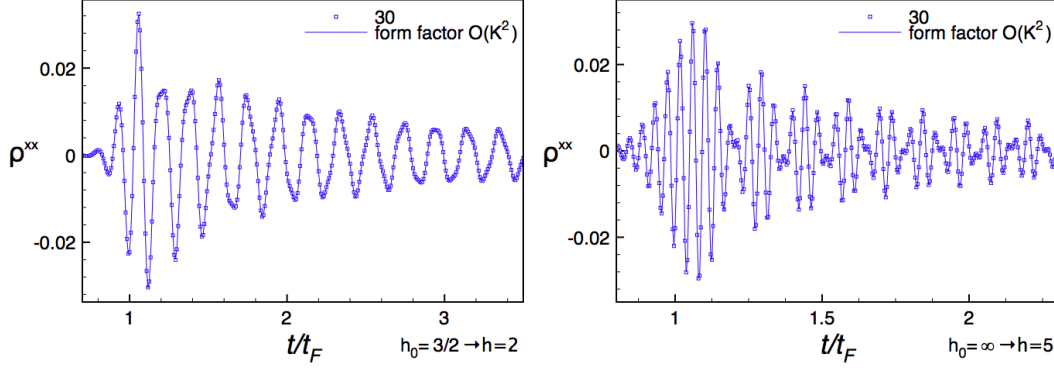 30
form factor O(K²)
0.02
0
-0.02
ρˣˣ
1
2
3
t/t_F
h₀= 3/2 →h=2
30
form factor O(K²)
0.02
0
-0.02
ρˣˣ
1
1.5
2
t/t_F
h₀= ∞ →h=5